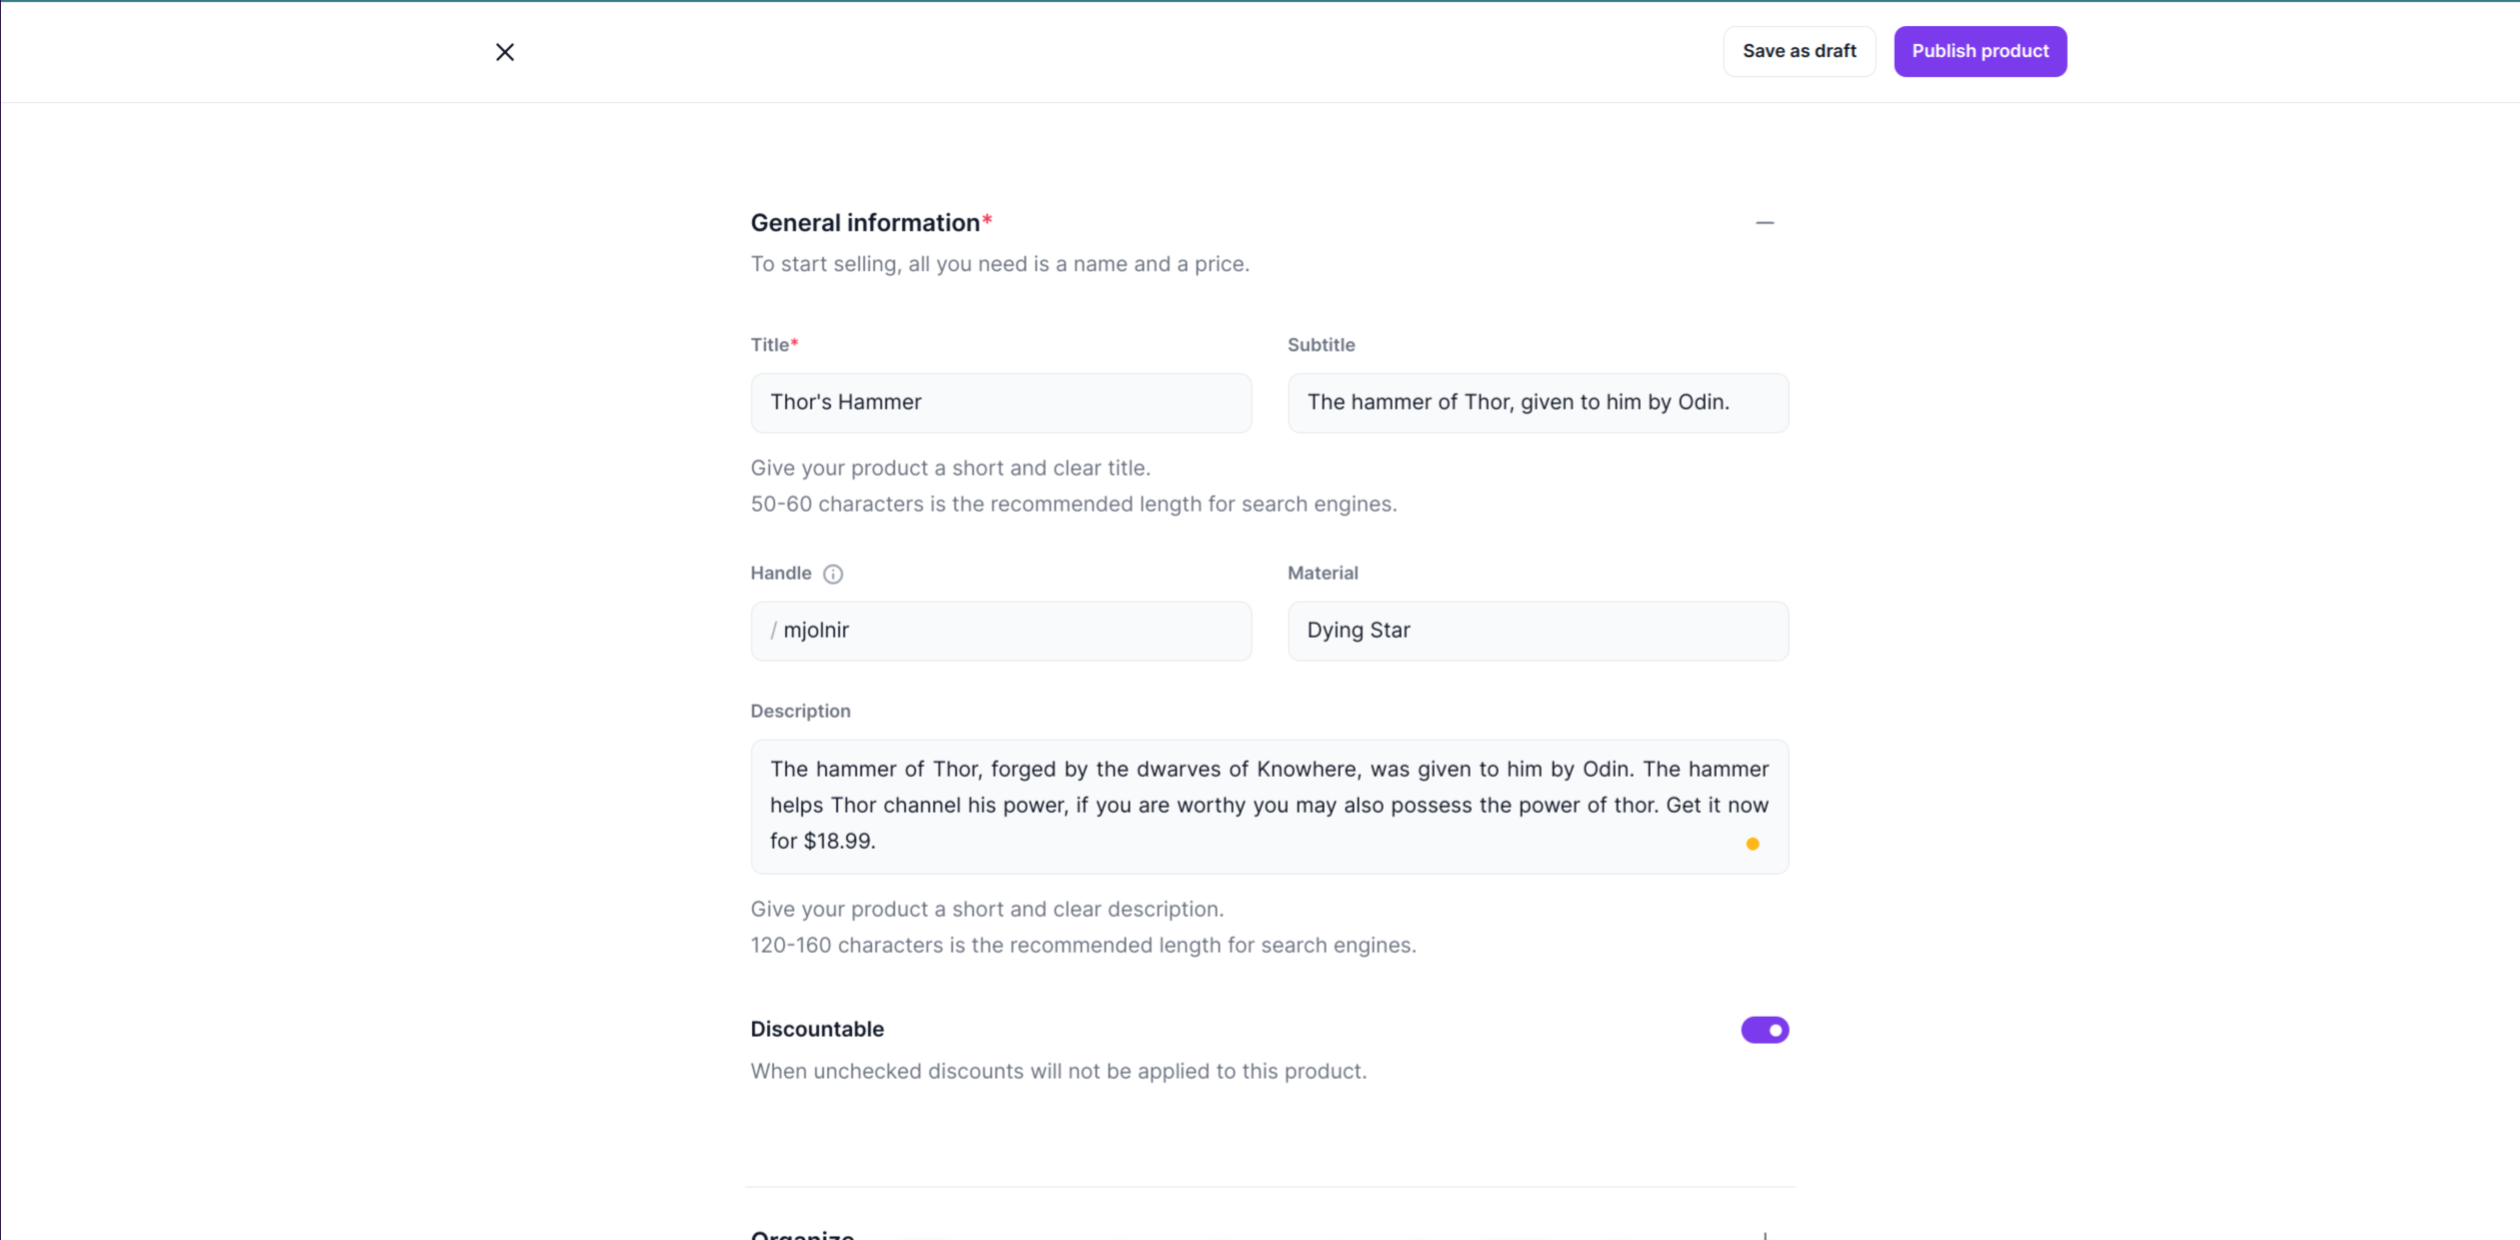 Save as draft
Publish product
General information*
To start selling, all you need is a name and a price.
Title*
Subtitle
Thor's Hammer
The hammer of Thor, given to him by Odin.
Give your product a short and clear title.
50-60 characters is the recommended length for search engines.
Handle
Material
/ mjolnir
Dying Star
Description
The hammer of Thor, forged by the dwarves of Knowhere, was given to him by Odin. The hammer
helps Thor channel his power, if you are worthy you may also possess the power of thor. Get it now
for $18.99.
Give your product a short and clear description.
120-160 characters is the recommended length for search engines.
Discountable
When unchecked discounts will not be applied to this product.
Organize